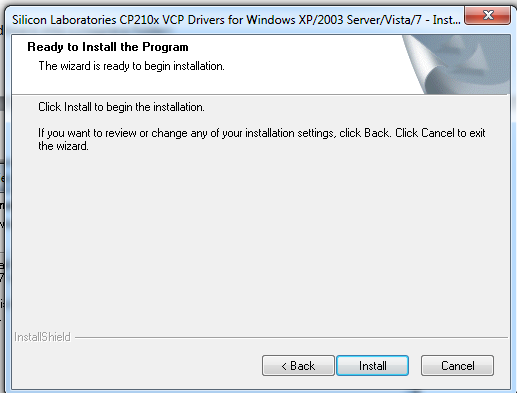 Silicon Laboratories CP210x VCP Drivers for Windows XP/2003 Server/Vista/7 - Inst...
Ready to Install the Program
The wizard is ready to begin installation.
Click Install to begin the installation.
If you want to review or change any of your installation settings, click Back. Click Cancel to exit
the wizard.
InstallShield
< Back
Install
Cancel